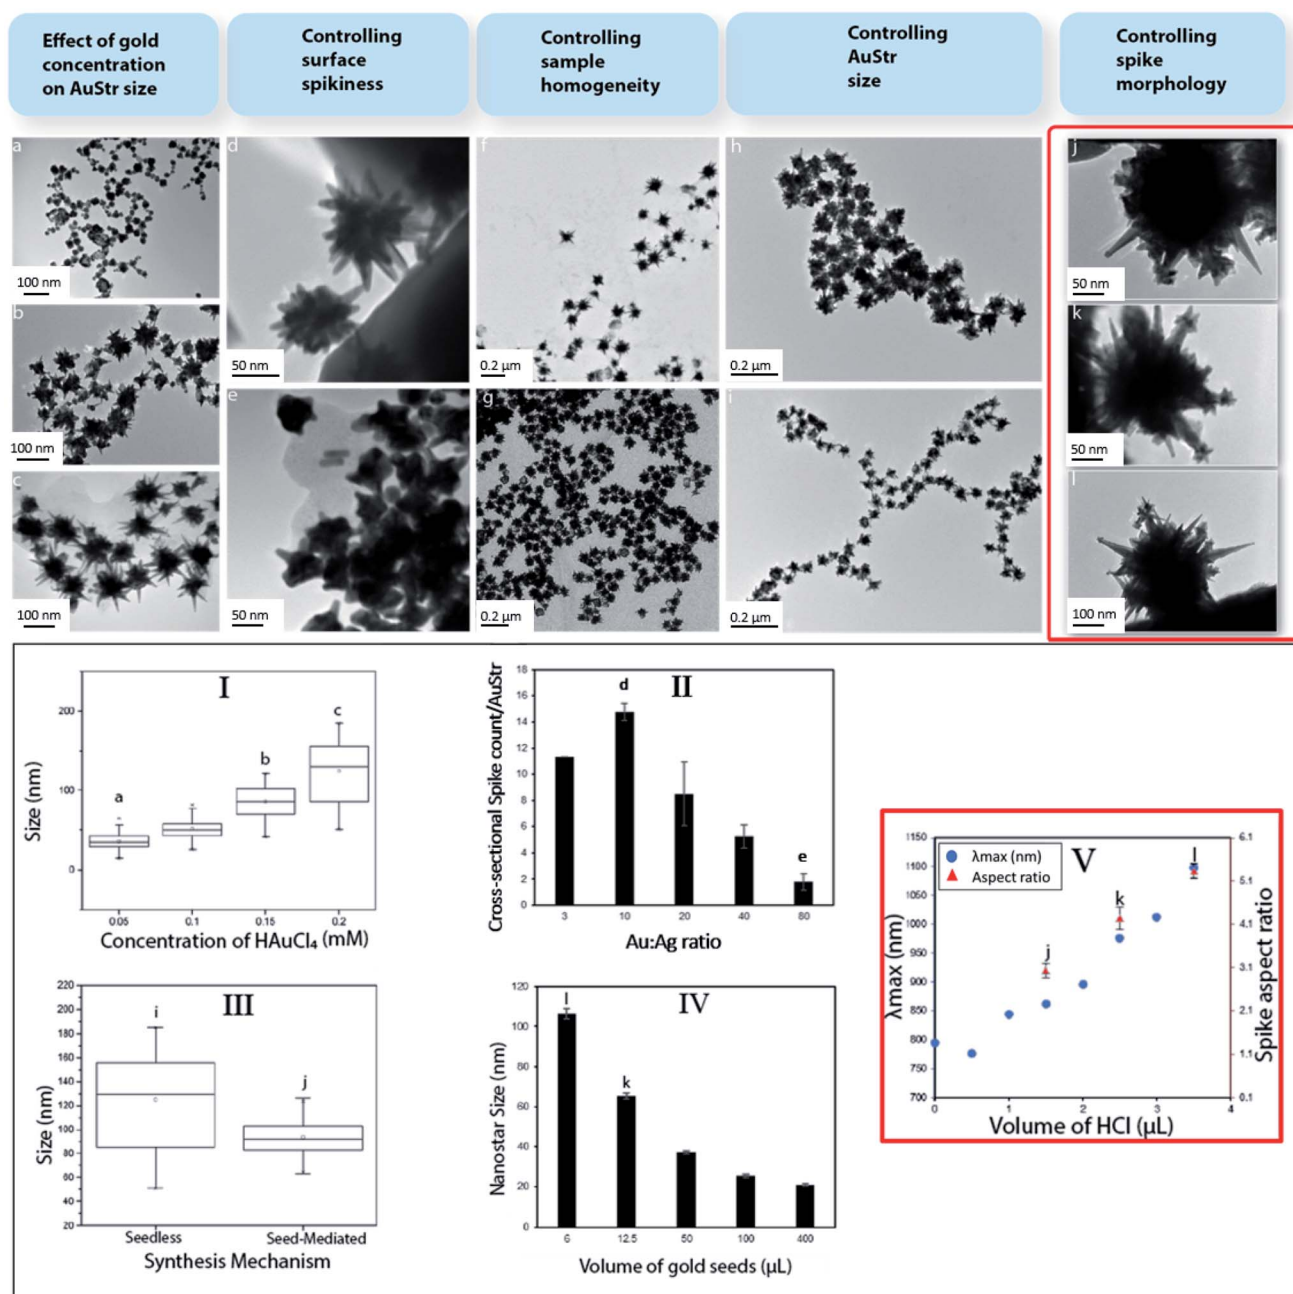 Effect of gold
concentration
on AuStr size
Controlling
surface
spikiness
Controlling
sample
homogeneity
Controlling
AuStr
size
Controlling
spike
morphology
a
100 nm
b
100 nm
c
100 nm
d
50 nm
e
50 nm
f
0.2 µm
g
0.2 µm
h
0.2 µm
i
0.2 µm
j
50 nm
k
50 nm
l
100 nm
I
Size (nm)
200
100
0
a
b
c
0.05 0.1 0.15 0.2
Concentration of HAuCl₄ (mM)
II
Cross-sectional Spike count/AuStr
18
16
14
12
10
8
6
4
2
0
d
e
3 10 20 40 80
Au:Ag ratio
III
Size (nm)
220
200
180
160
140
120
100
80
60
40
20
i
j
Seedless Seed-Mediated
Synthesis Mechanism
IV
Nanostar Size (nm)
120
100
80
60
40
20
0
l
k
6 12.5 50 100 400
Volume of gold seeds (µL)
V
λmax (nm)
Aspect ratio
λmax (nm)
1150
1100
1050
1000
950
900
850
800
750
700
j
k
l
6.1
5.1
4.1
3.1
2.1
1.1
0.1
Spike aspect ratio
0 1 2 3 4
Volume of HCl (µL)